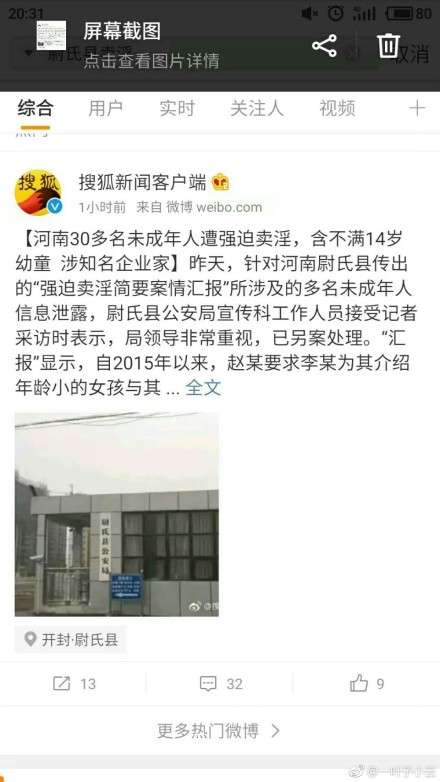 20:31
80
屏幕截图
点击查看图片详情
尉氏县卖淫
取消
综合
用户
实时
关注人
视频
热门
搜狐
搜狐新闻客户端
1小时前 来自 微博 weibo.com
【河南30多名未成年人遭强迫卖淫，含不满14岁
幼童 涉知名企业家】昨天，针对河南尉氏县传出
的“强迫卖淫简要案情汇报”所涉及的多名未成年人
信息泄露，尉氏县公安局宣传科工作人员接受记者
采访时表示，局领导非常重视，已另案处理。“汇
报”显示，自2015年以来，赵某要求李某为其介绍
年龄小的女孩与其 ... 全文
尉氏县公安局
@搜
开封·尉氏县
13
32
9
更多热门微博
@一叶子小芸